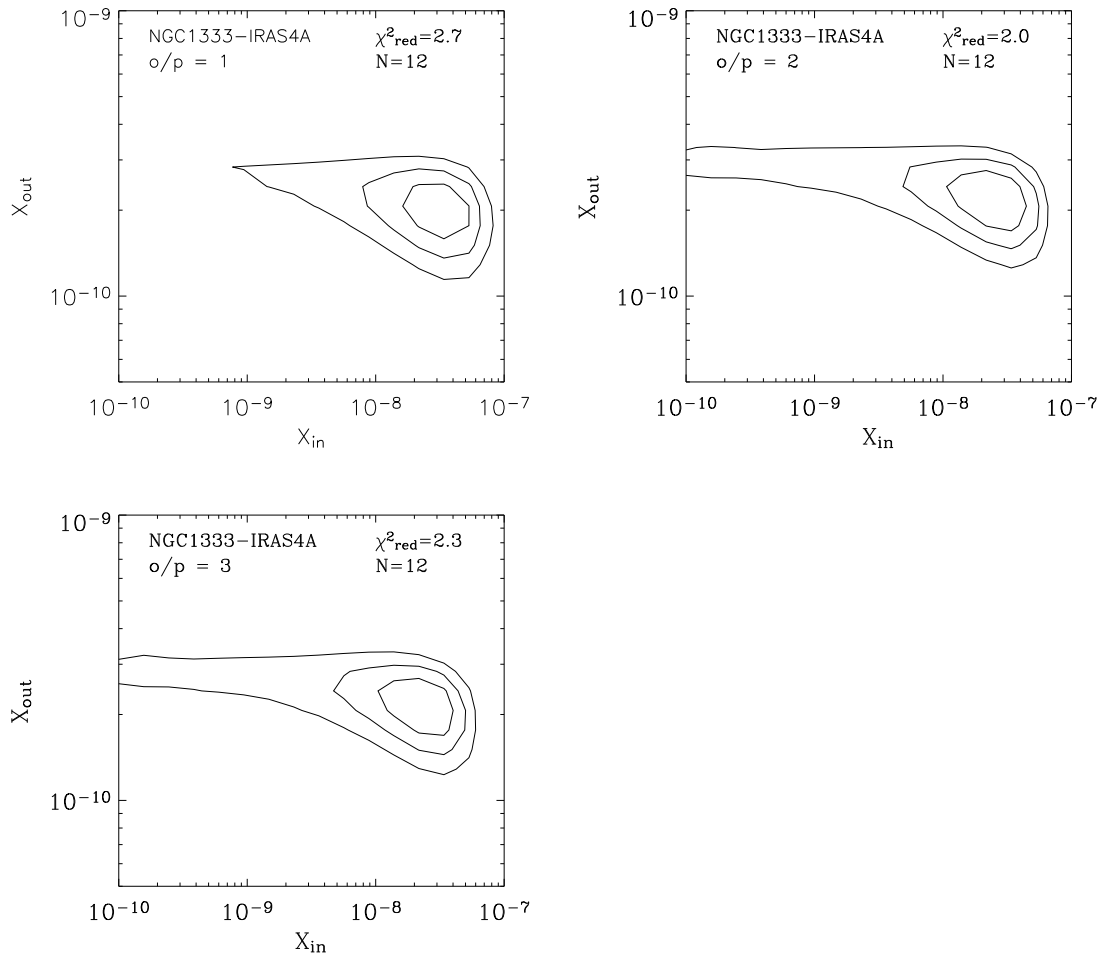 10⁻⁹
NGC1333-IRAS4A
χ²red=2.7
o/p = 1
N=12
Xout
10⁻¹⁰
10⁻¹⁰
10⁻⁹
10⁻⁸
10⁻⁷
Xin
10⁻⁹
NGC1333-IRAS4A
χ²red=2.0
o/p = 2
N=12
Xout
10⁻¹⁰
10⁻¹⁰
10⁻⁹
10⁻⁸
10⁻⁷
Xin
10⁻⁹
NGC1333-IRAS4A
χ²red=2.3
o/p = 3
N=12
Xout
10⁻¹⁰
10⁻¹⁰
10⁻⁹
10⁻⁸
10⁻⁷
Xin